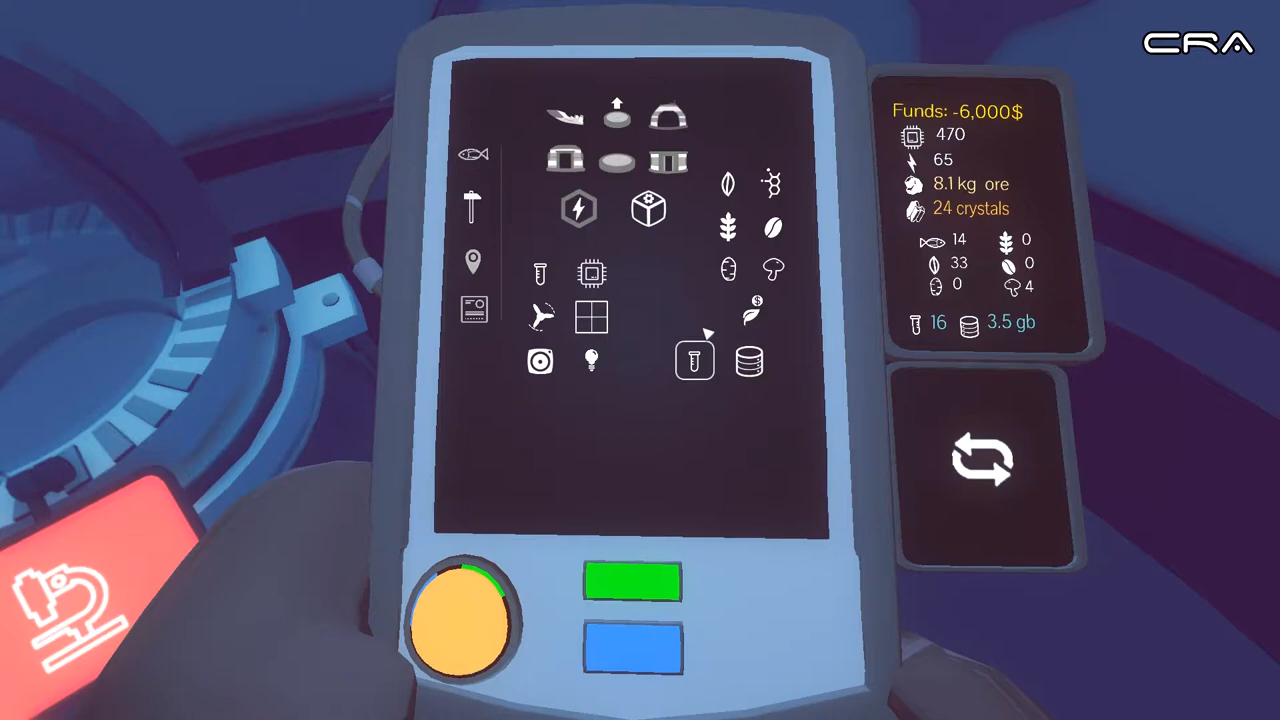 CRA
Funds: -6,000$
470
65
8.1 kg ore
24 crystals
14
0
33
0
0
4
16
3.5 gb